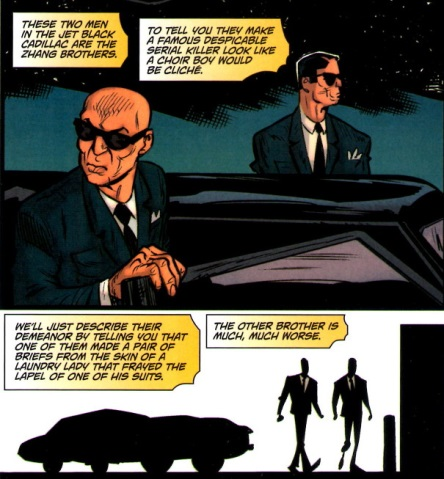 THESE TWO MEN
IN THE JET BLACK
CADILLAC ARE THE
ZHANG BROTHERS.
TO TELL YOU THEY MAKE
A FAMOUS DESPICABLE
SERIAL KILLER LOOK LIKE
A CHOIR BOY WOULD
BE CLICHÉ.
WE'LL JUST DESCRIBE THEIR
DEMEANOR BY TELLING YOU THAT
ONE OF THEM MADE A PAIR OF
BRIEFS FROM THE SKIN OF A
LAUNDRY LADY THAT FRAYED THE
LAPEL OF ONE OF HIS SUITS.
THE OTHER BROTHER IS
MUCH, MUCH WORSE.